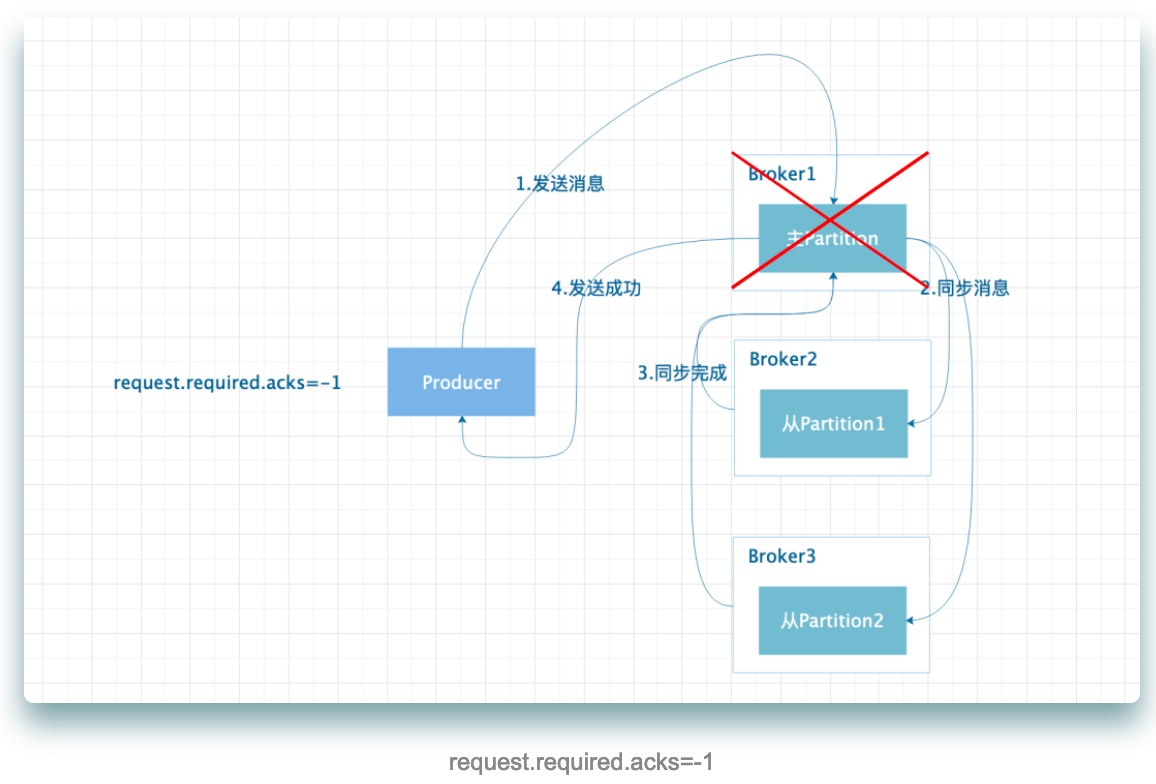 1.发送消息
Broker1
主Partition
4.发送成功
2.同步消息
Broker2
3.同步完成
request.required.acks=-1
Producer
从Partition1
Broker3
从Partition2
request.required.acks=-1